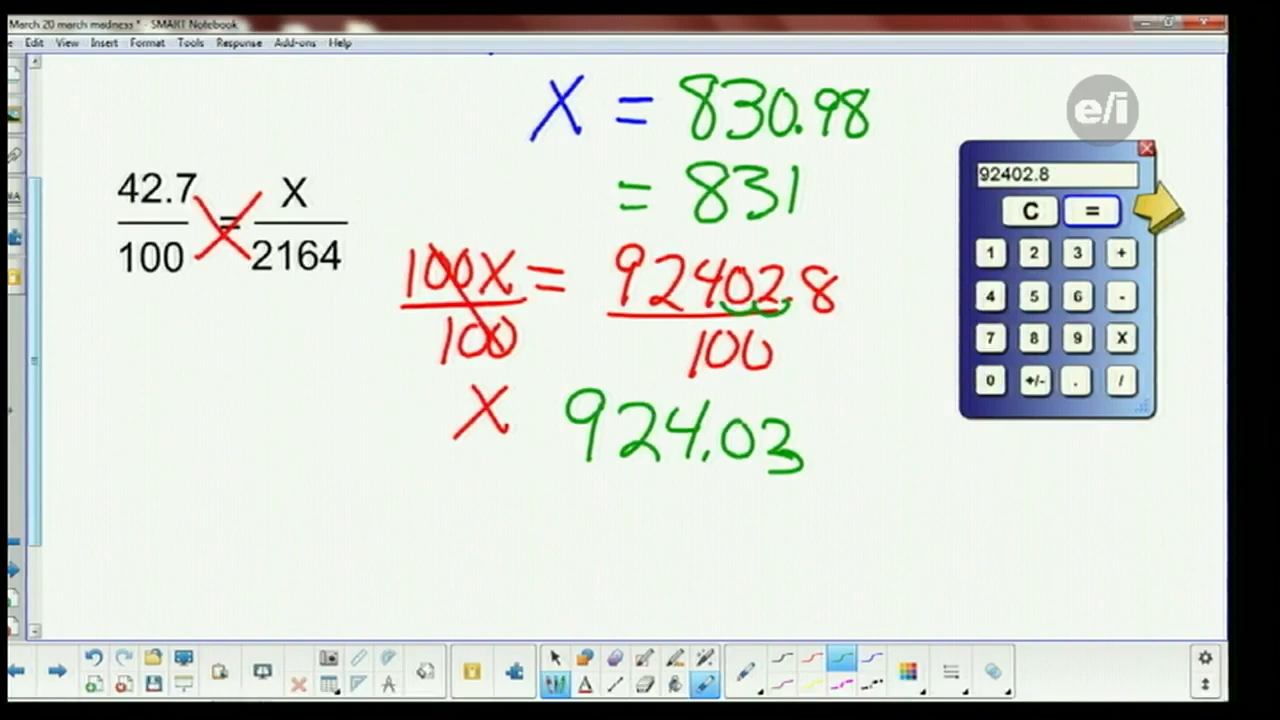 March 20 march madness * - SMART Notebook
Edit View Insert Format Tools Response Add-ons Help
X = 830.98
= 831
e/i
42.7 = X
100 2164
100X = 92402.8
100 100
X 924.03
92402.8
C =
1 2 3 +
4 5 6 -
7 8 9 X
0 +/- . /